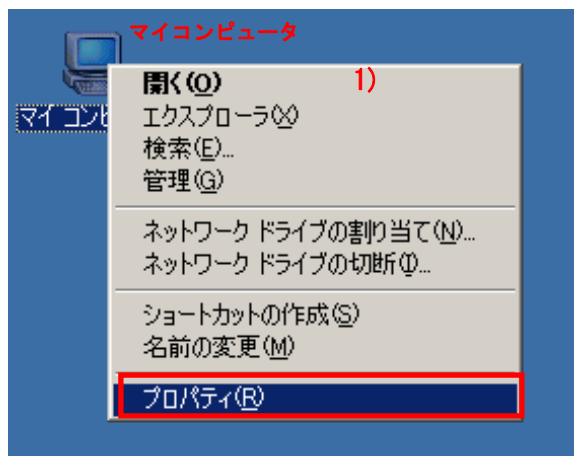 マイコンピュータ
1)
マイ コンピ
開く(O)
エクスプローラ(X)
検索(E)...
管理(G)
ネットワーク ドライブの割り当て(N)...
ネットワーク ドライブの切断(I)...
ショートカットの作成(S)
名前の変更(M)
プロパティ(R)